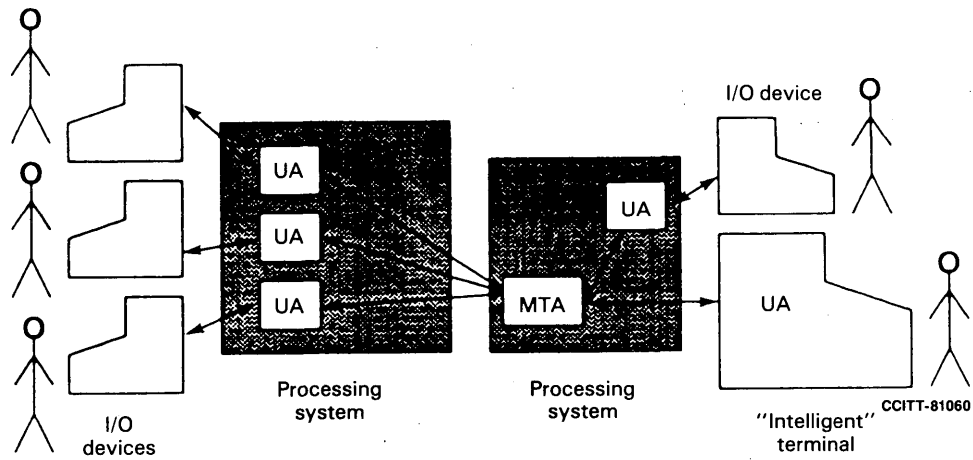 I/O device
UA
UA
UA
UA
MTA
UA
Processing
system
Processing
system
CCITT-81060
I/O
devices
"Intelligent"
terminal